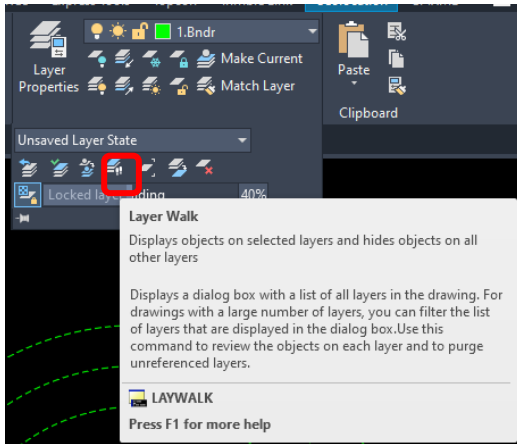 Express Tools
1.Bndr
Make Current
Layer
Properties
Match Layer
Paste
Clipboard
Unsaved Layer State
Locked layer fading
40%
Layer Walk
Displays objects on selected layers and hides objects on all
other layers
Displays a dialog box with a list of all layers in the drawing. For
drawings with a large number of layers, you can filter the list
of layers that are displayed in the dialog box.Use this
command to review the objects on each layer and to purge
unreferenced layers.
LAYWALK
Press F1 for more help